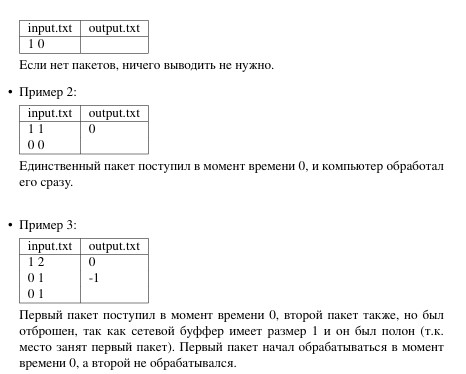 input.txt output.txt
1 0
Если нет пакетов, ничего выводить не нужно.
• Пример 2:
input.txt output.txt
1 1 0
0 0
Единственный пакет поступил в момент времени 0, и компьютер обработал
его сразу.
• Пример 3:
input.txt output.txt
1 2 0
0 1 -1
0 1
Первый пакет поступил в момент времени 0, второй пакет также, но был
отброшен, так как сетевой буффер имеет размер 1 и он был полон (т.к.
место занят первый пакет). Первый пакет начал обрабатываться в момент
времени 0, а второй не обрабатывался.